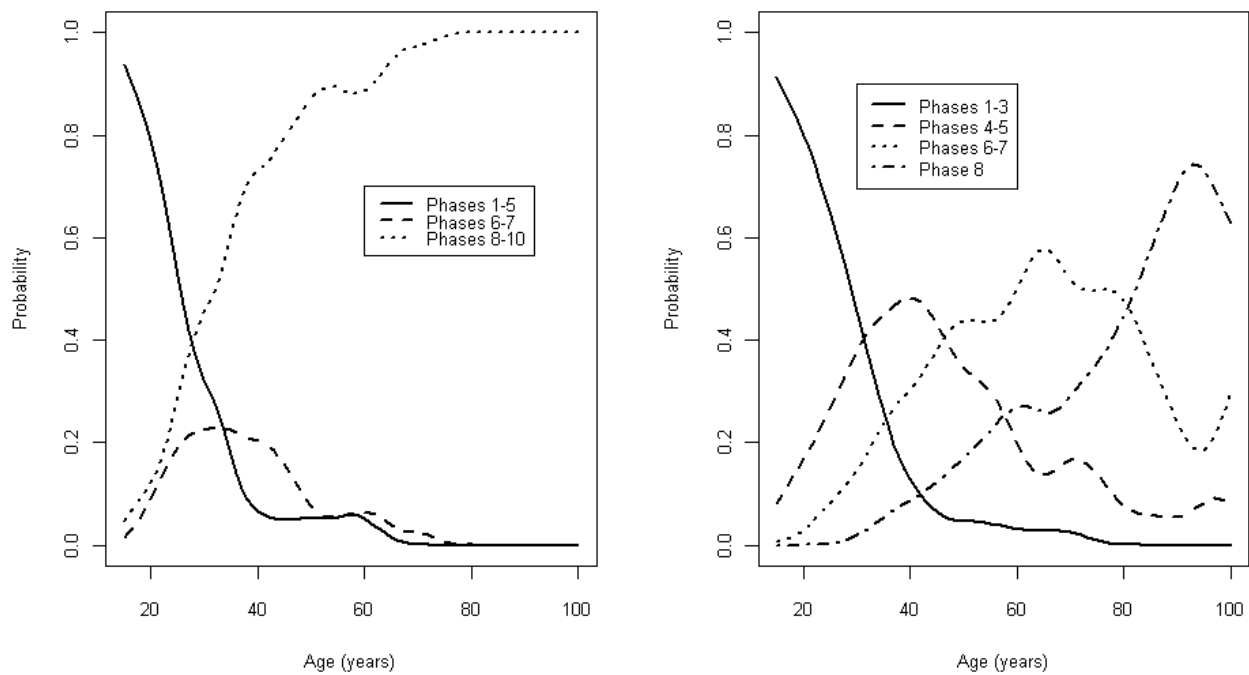 Probability
0.0
0.2
0.4
0.6
0.8
1.0
Phases 1-5
Phases 6-7
Phases 8-10
20
40
60
80
100
Age (years)
Probability
0.0
0.2
0.4
0.6
0.8
1.0
Phases 1-3
Phases 4-5
Phases 6-7
Phase 8
20
40
60
80
100
Age (years)